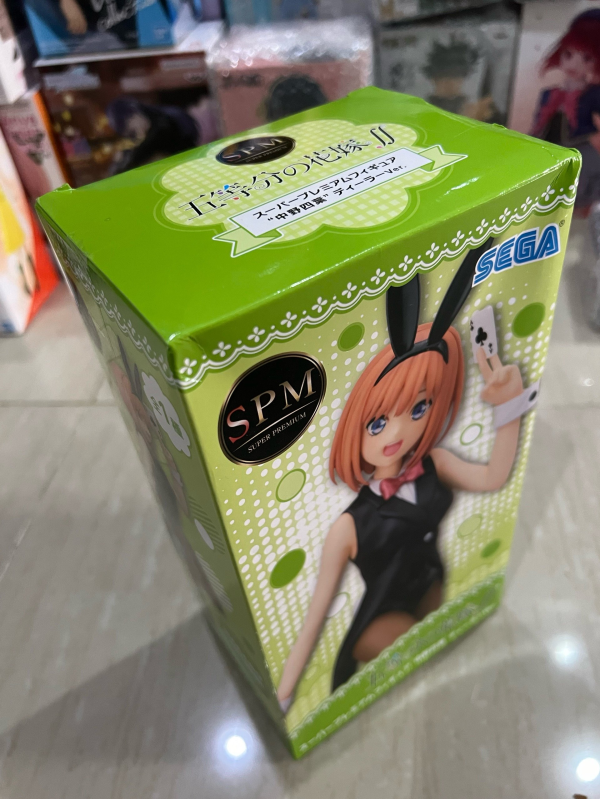 SPM
五等分の花嫁∬
スーパープレミアムフィギュア
"中野四葉" ディーラーVer.
SEGA
SPM
SUPER PREMIUM